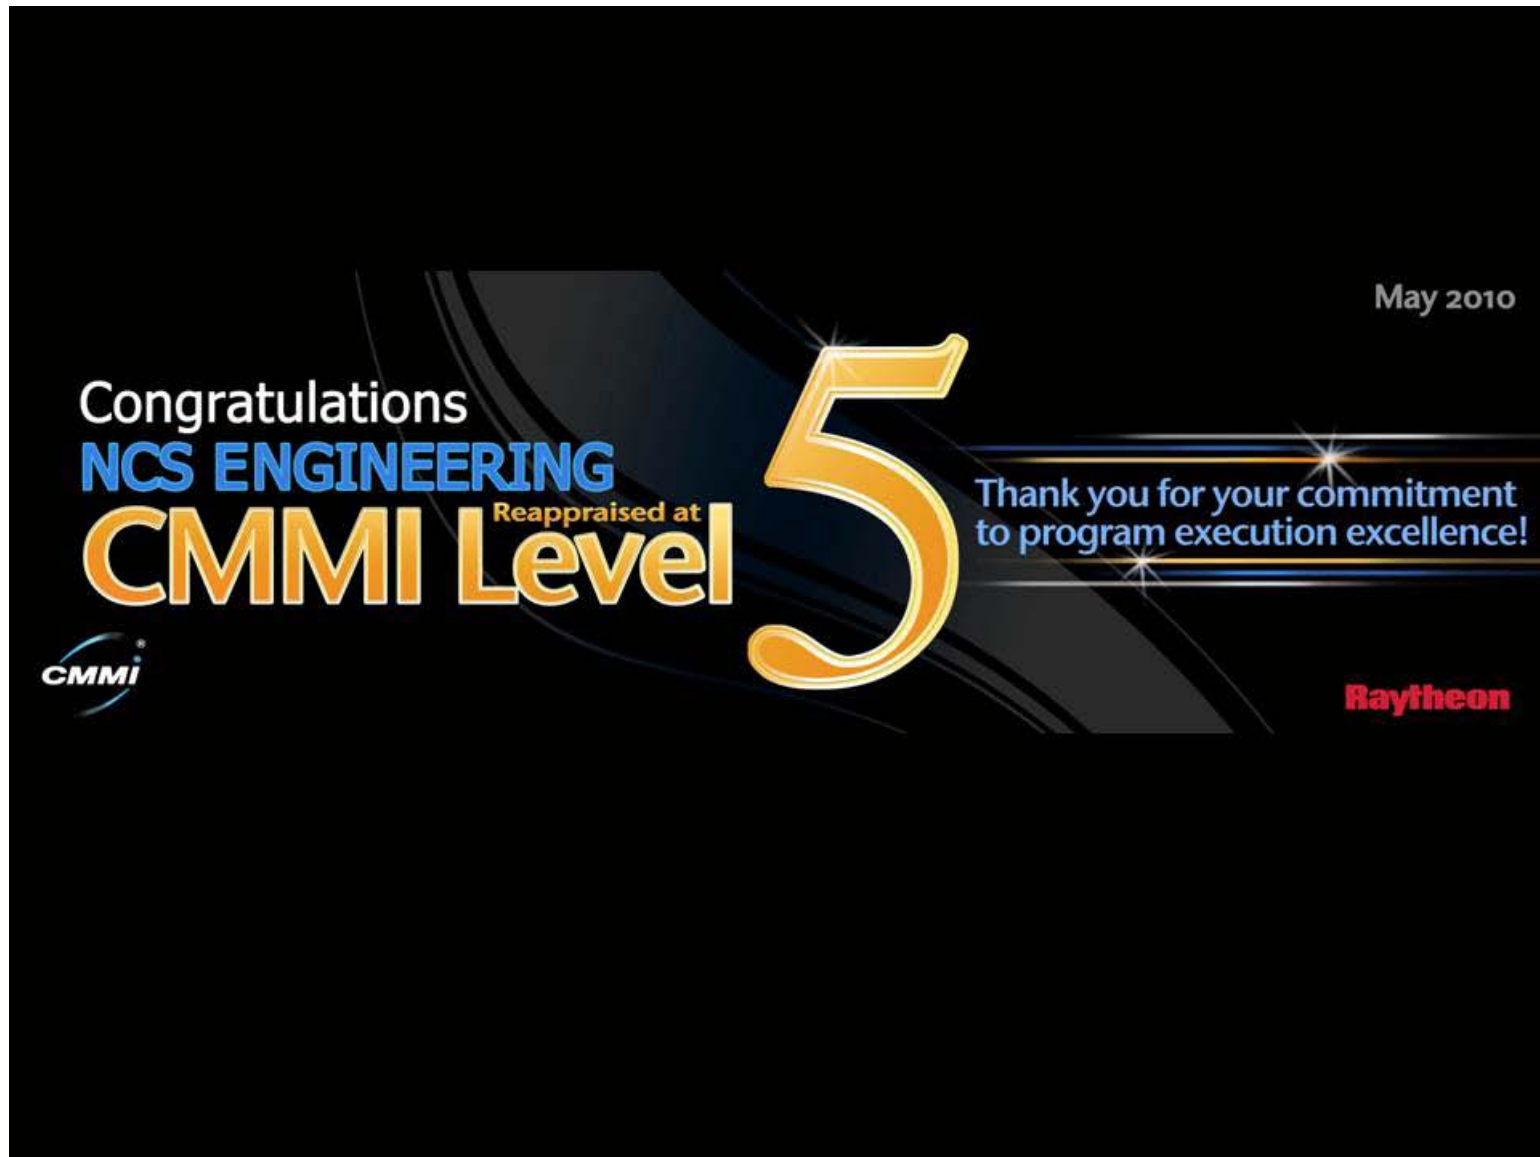 May 2010
Congratulations
NCS ENGINEERING
Reappraised at
CMMI Level 5
Thank you for your commitment
to program execution excellence!
CMMI®
Raytheon